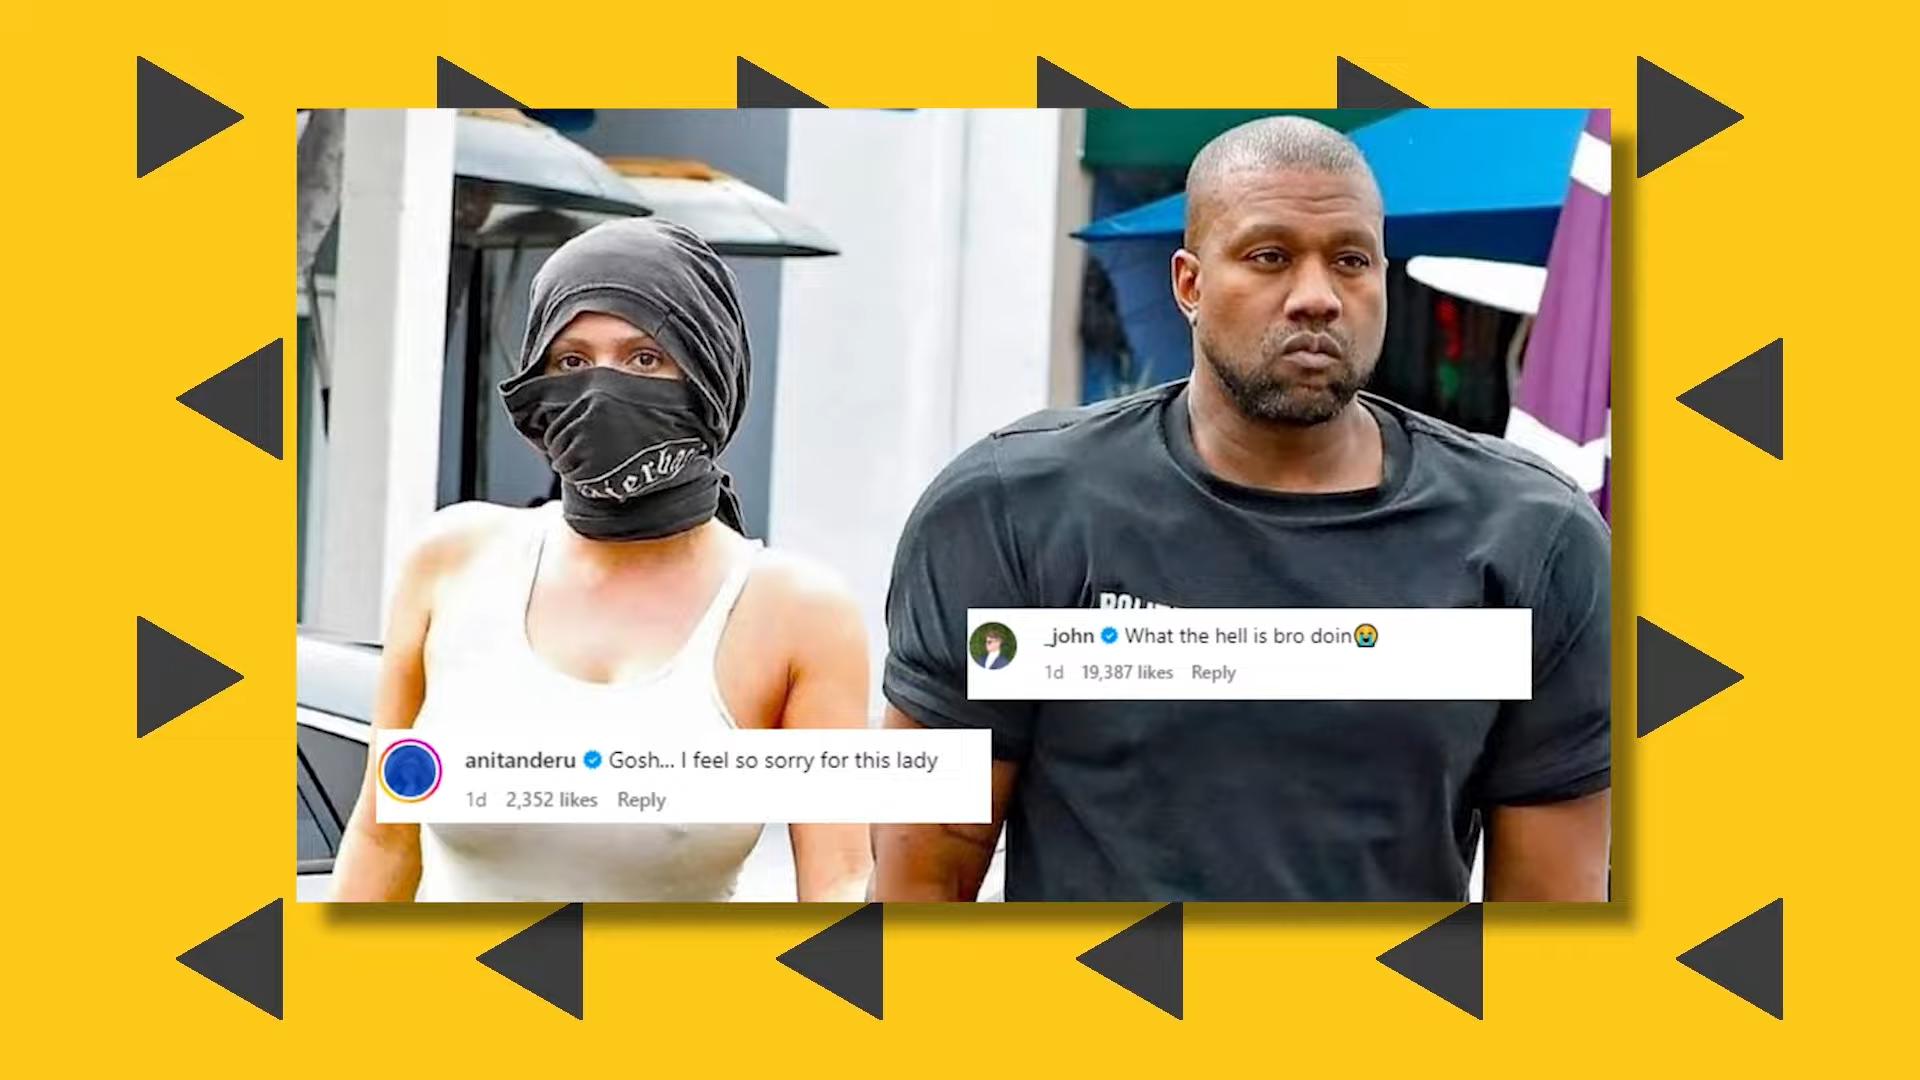 _john What the hell is bro doin😭
1d 19,387 likes Reply
anitanderu Gosh... I feel so sorry for this lady
1d 2,352 likes Reply